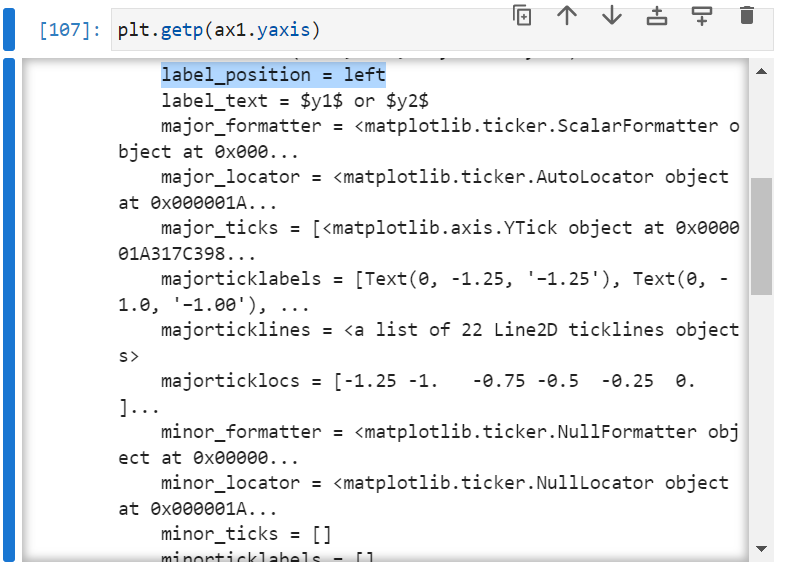 [107]: plt.getp(ax1.yaxis)
label_position = left
label_text = $y1$ or $y2$
major_formatter = <matplotlib.ticker.ScalarFormatter o
bject at 0x000...
major_locator = <matplotlib.ticker.AutoLocator object
at 0x000001A...
major_ticks = [<matplotlib.axis.YTick object at 0x0000
01A317C398...
majorticklabels = [Text(0, -1.25, '−1.25'), Text(0, -
1.0, '−1.00'), ...
majorticklines = <a list of 22 Line2D ticklines object
s>
majorticklocs = [-1.25 -1.   -0.75 -0.5  -0.25  0.
]...
minor_formatter = <matplotlib.ticker.NullFormatter obj
ect at 0x00000...
minor_locator = <matplotlib.ticker.NullLocator object
at 0x000001A...
minor_ticks = []
minorticklabels = []